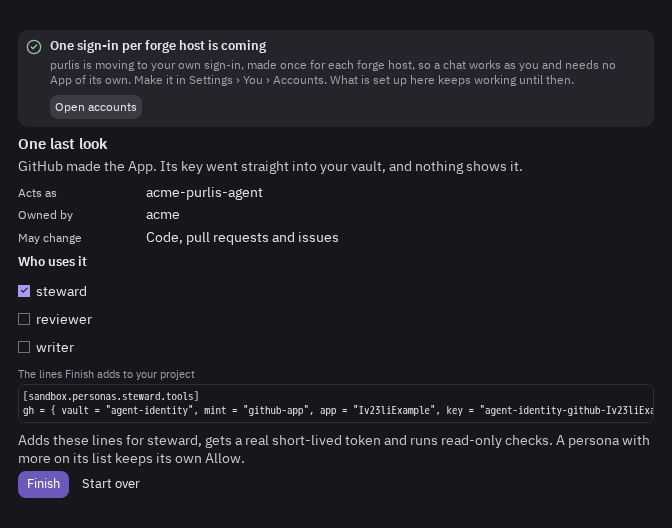 One sign-in per forge host is coming
purlis is moving to your own sign-in, made once for each forge host, so a chat works as you and needs no
App of its own. Make it in Settings › You › Accounts. What is set up here keeps working until then.
Open accounts
One last look
GitHub made the App. Its key went straight into your vault, and nothing shows it.
Acts as acme-purlis-agent
Owned by acme
May change Code, pull requests and issues
Who uses it
steward
reviewer
writer
The lines Finish adds to your project
[sandbox.personas.steward.tools]
gh = { vault = "agent-identity", mint = "github-app", app = "Iv23liExample", key = "agent-identity-github-Iv23liExa
Adds these lines for steward, gets a real short-lived token and runs read-only checks. A persona with
more on its list keeps its own Allow.
Finish Start over